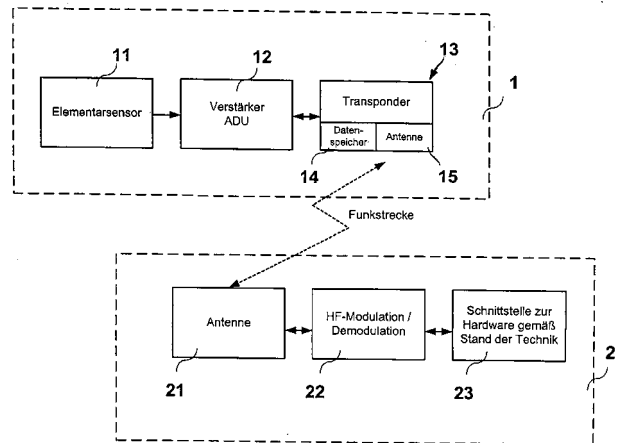 11
12
13
1
Elementarsensor
Verstärker
ADU
Transponder
Daten-
speicher
Antenne
14
15
Funkstrecke
Antenne
HF-Modulation /
Demodulation
Schnittstelle zur
Hardware gemäß
Stand der Technik
2
21
22
23